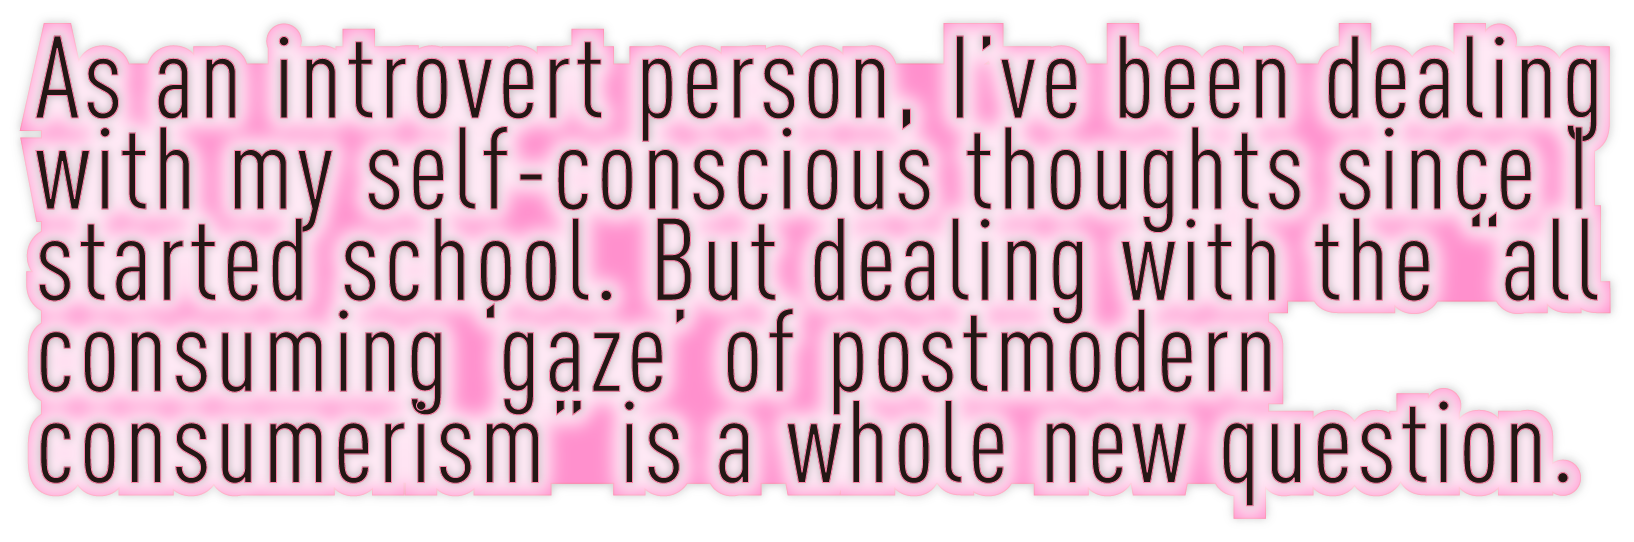 As an introvert person, I’ve been dealing
with my self-conscious thoughts since I
started school. But dealing with the “all
consuming ‘gaze’ of postmodern
consumerism” is a whole new question.